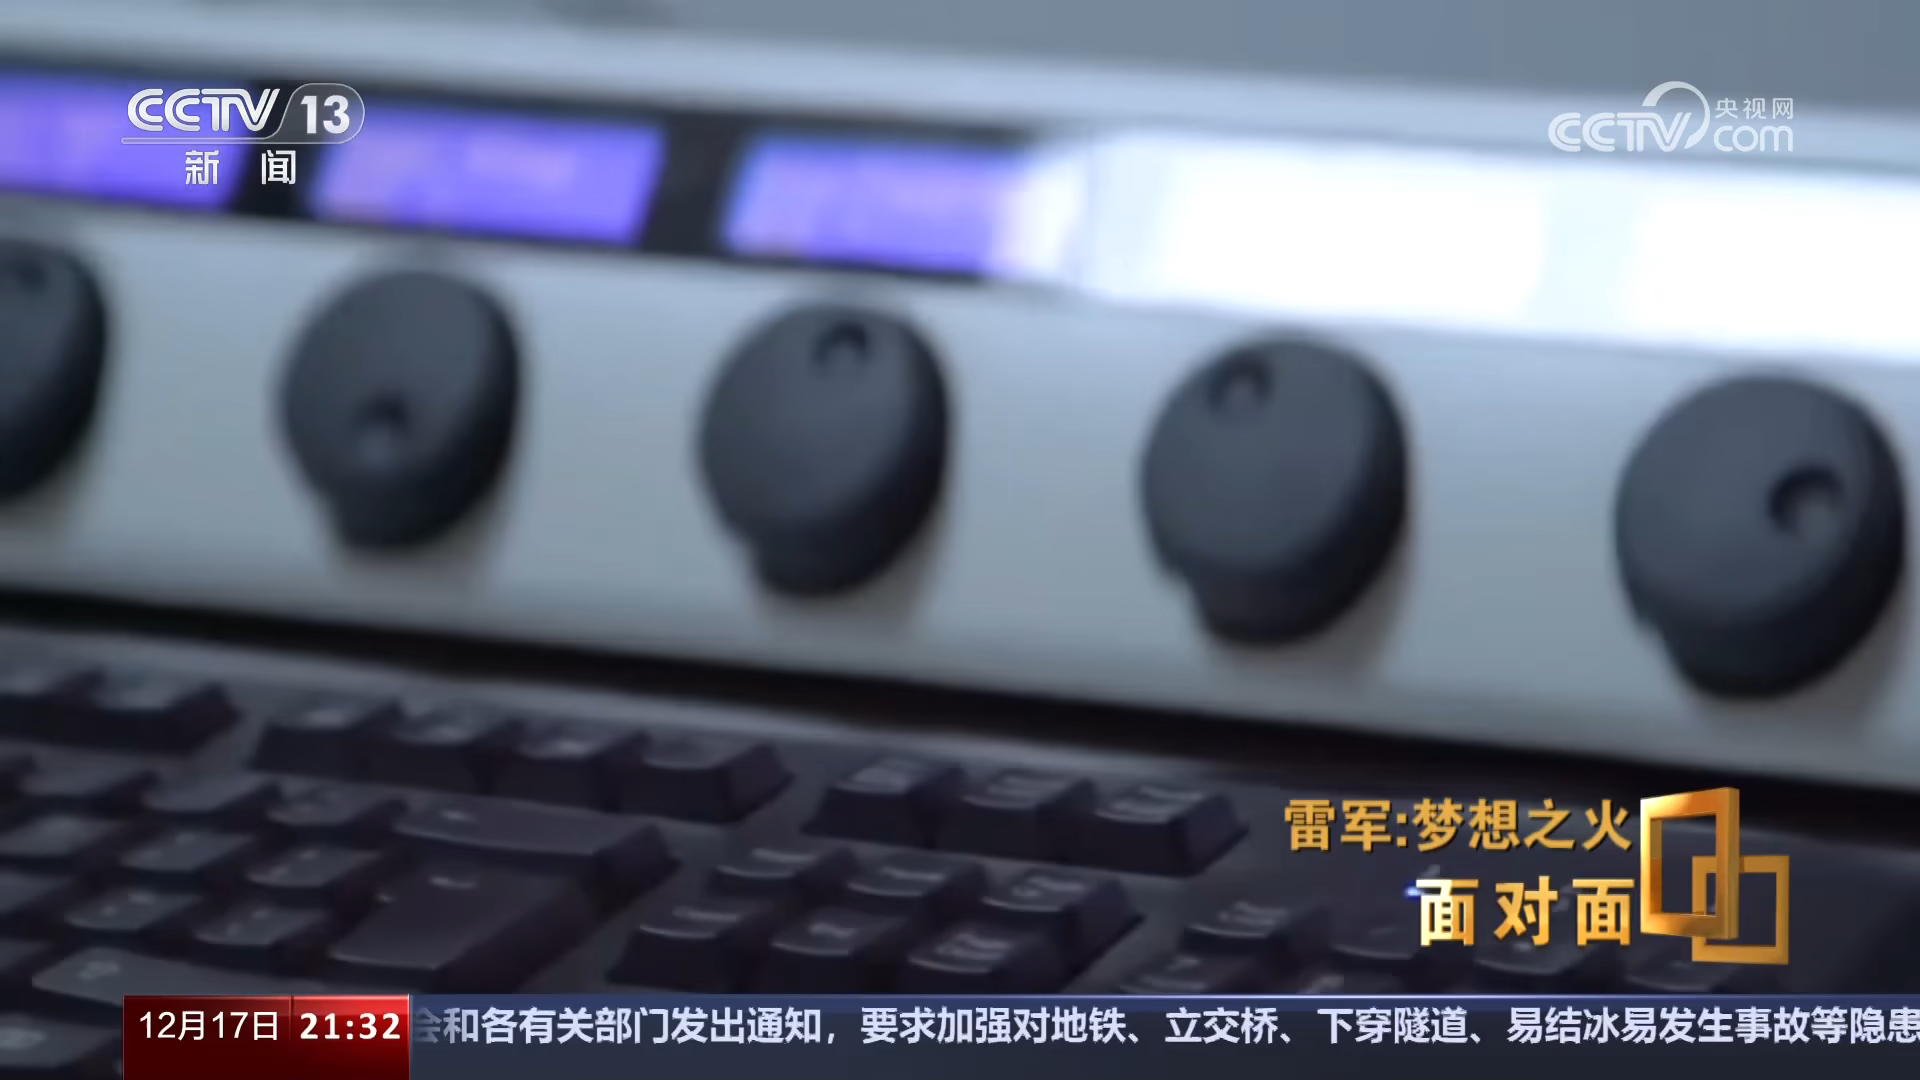 CCTV 13
新闻
央视网
CCTV com
雷军:梦想之火
面对面
12月17日 21:32
会和各有关部门发出通知，要求加强对地铁、立交桥、下穿隧道、易结冰易发生事故等隐患